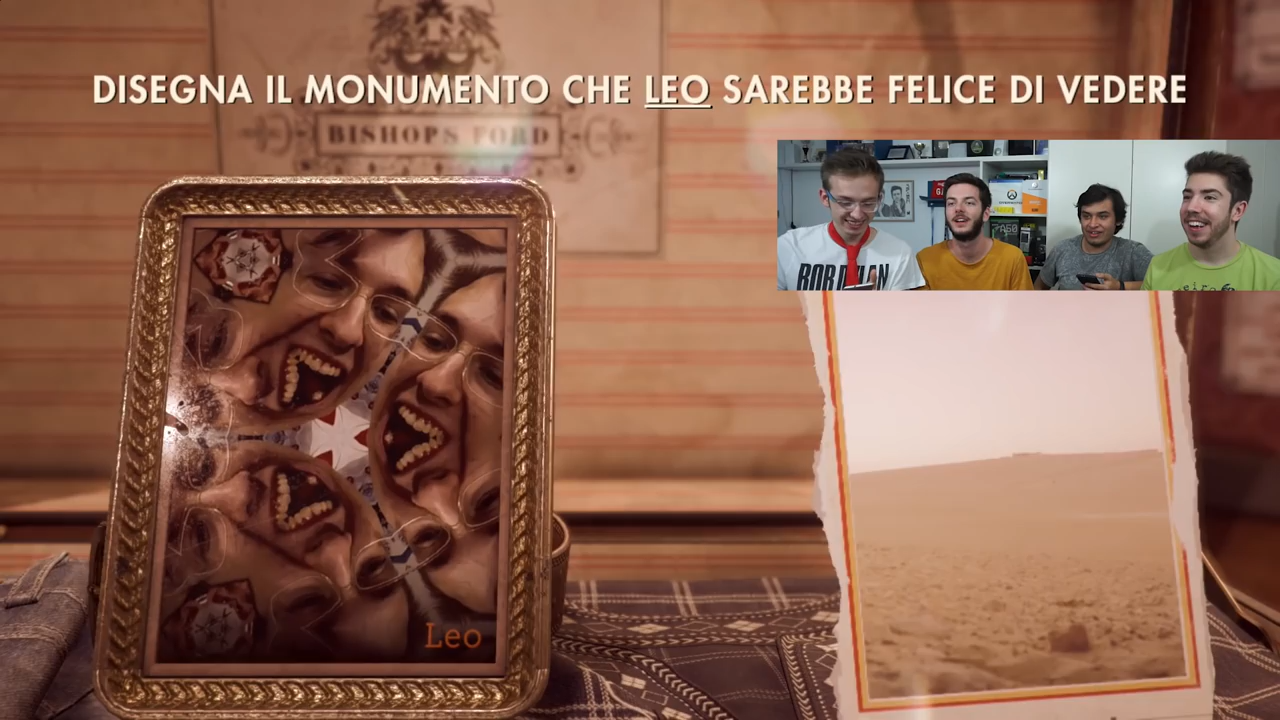 DISEGNA IL MONUMENTO CHE LEO SAREBBE FELICE DI VEDERE
BISHOPS FORD
Leo